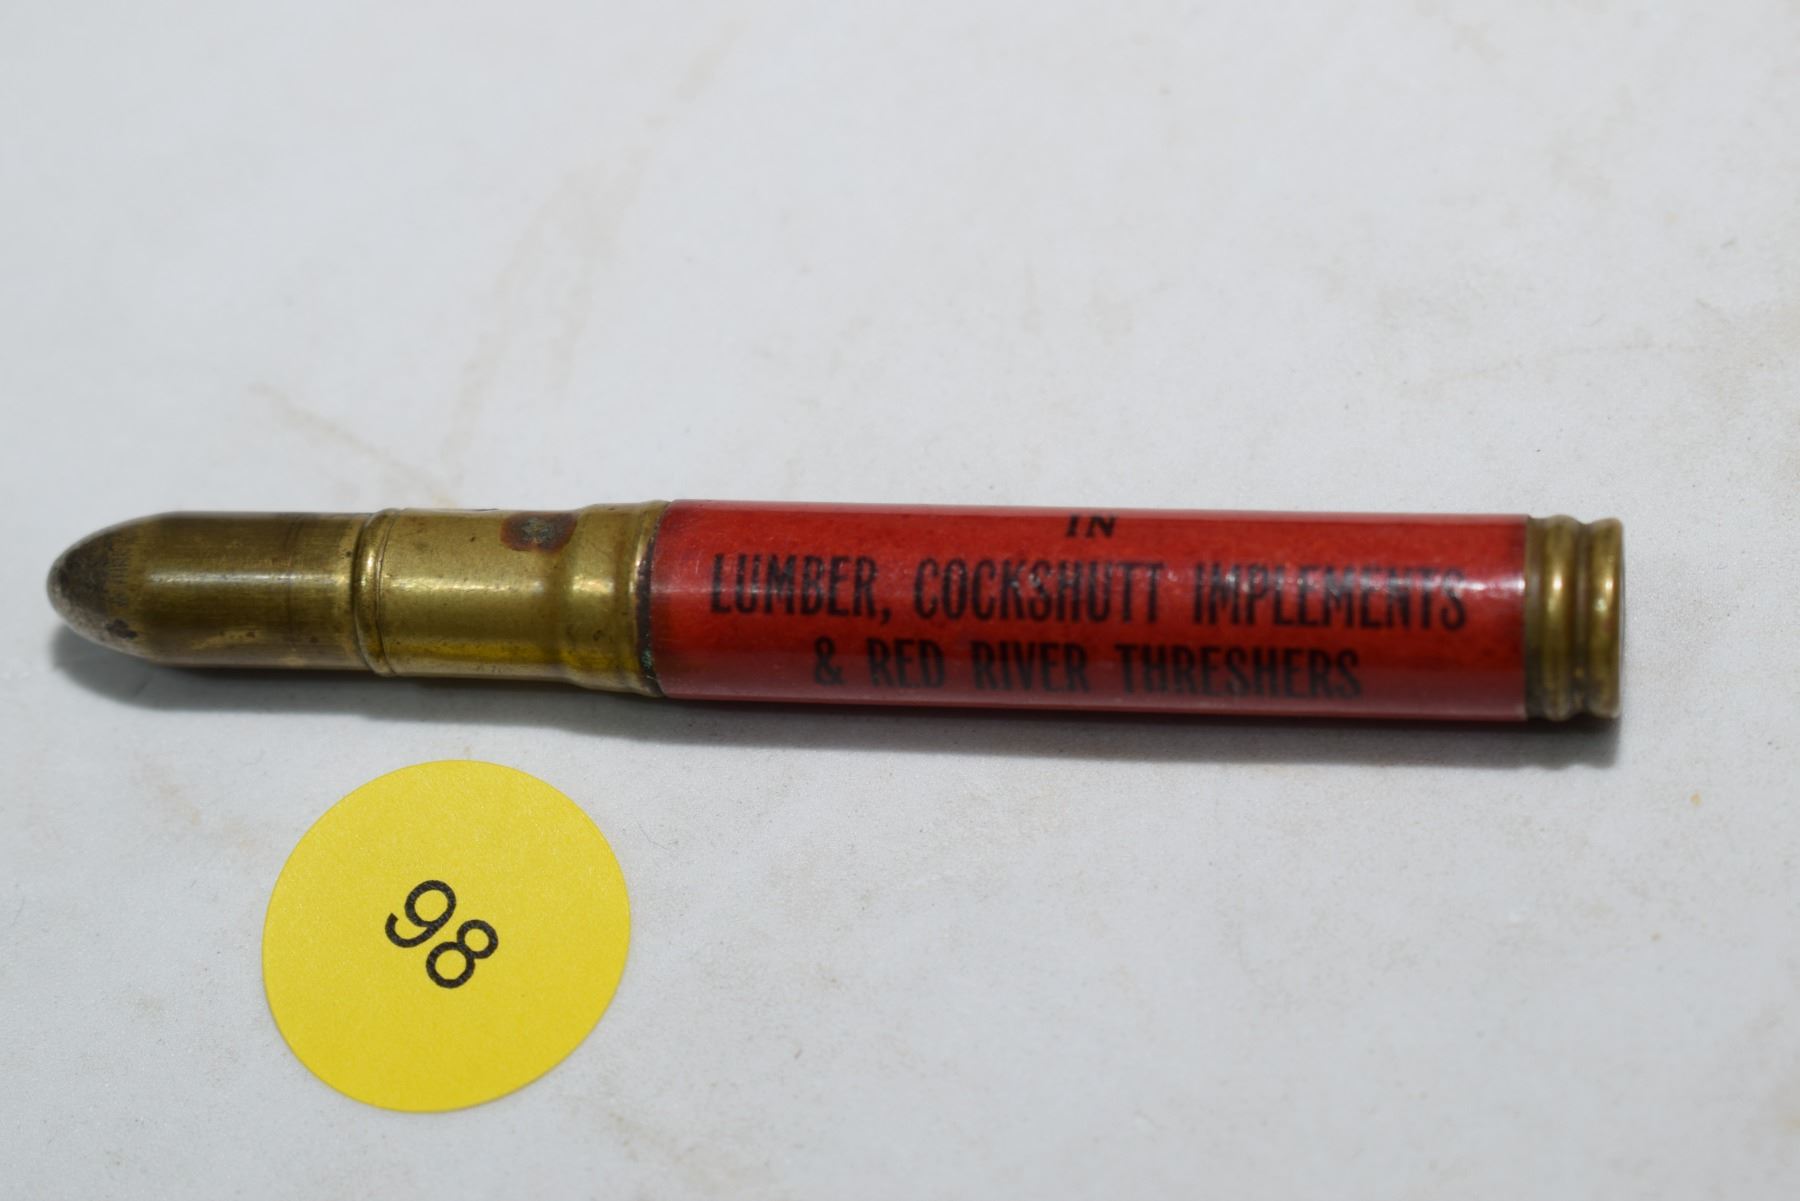 IN
LUMBER, COCKSHUTT IMPLEMENTS
& RED RIVER THRESHERS
98